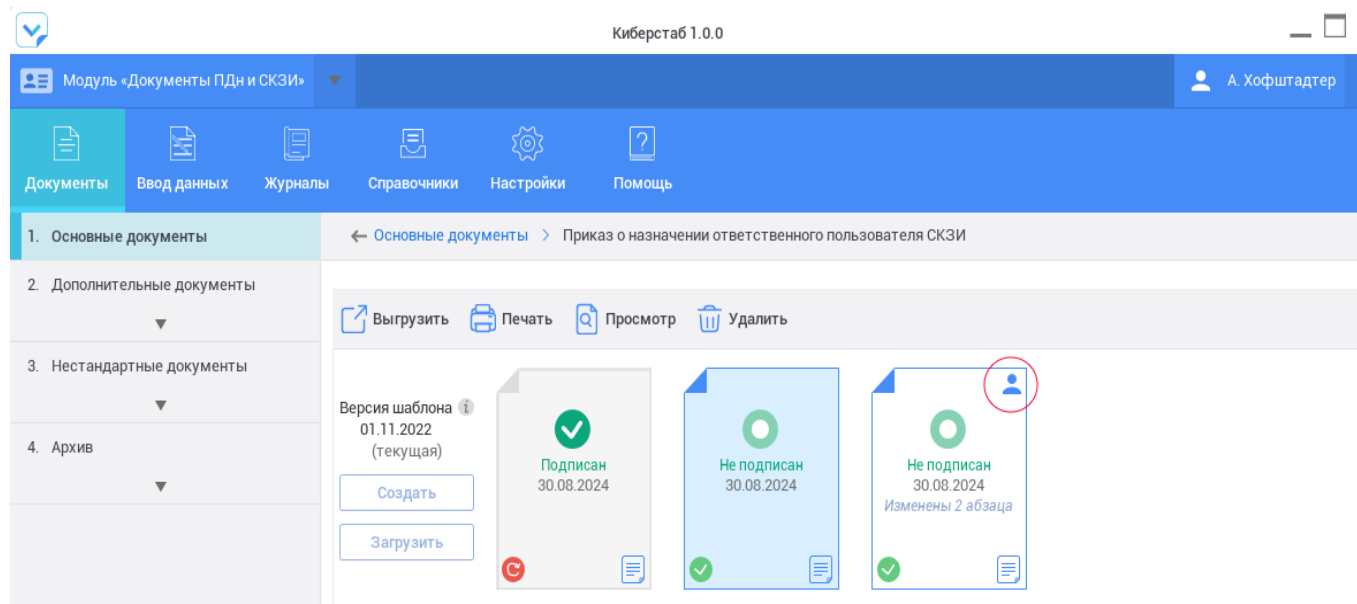 Киберстаб 1.0.0
Модуль «Документы ПДн и СКЗИ»
А. Хофштадтер
Документы
Ввод данных
Журналы
Справочники
Настройки
Помощь
1. Основные документы
2. Дополнительные документы
3. Нестандартные документы
4. Архив
← Основные документы > Приказ о назначении ответственного пользователя СКЗИ
Выгрузить
Печать
Просмотр
Удалить
Версия шаблона i
01.11.2022
(текущая)
Создать
Загрузить
Подписан
30.08.2024
Не подписан
30.08.2024
Не подписан
30.08.2024
Изменены 2 абзаца